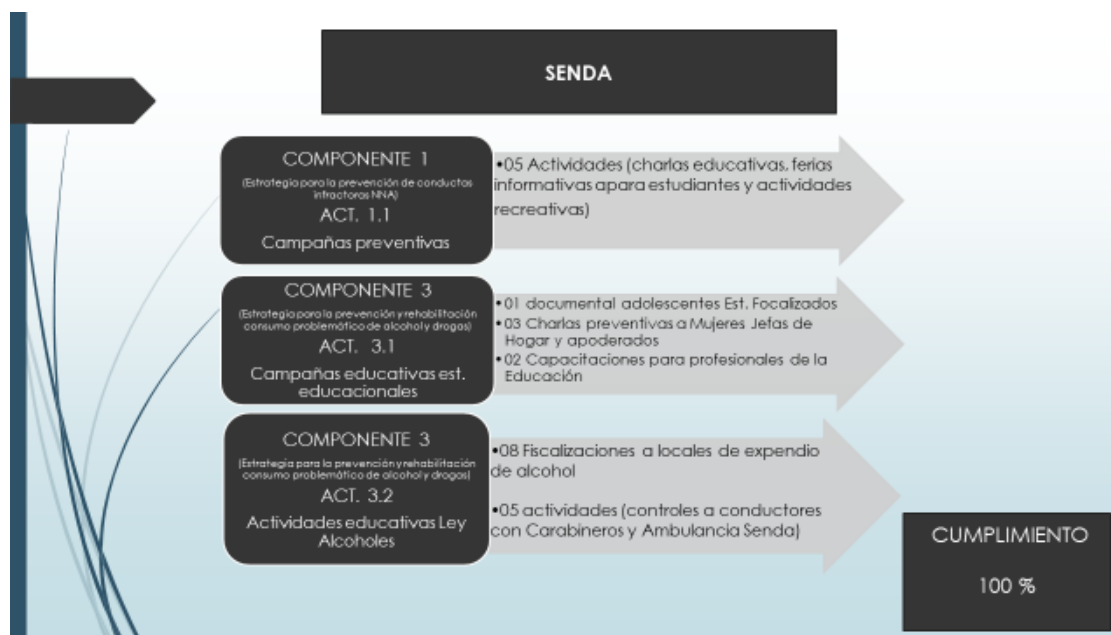 SENDA
COMPONENTE 1
(Estrategia para la prevención de conductas
infractoras NNA)
ACT. 1.1
Campañas preventivas
•05 Actividades (charlas educativas, ferias
informativas apara estudiantes y actividades
recreativas)
COMPONENTE 3
(Estrategia para la prevención y rehabilitación
consumo problemático de alcohol y drogas)
ACT. 3.1
Campañas educativas est.
educacionales
•01 documental adolescentes Est. Focalizados
•03 Charlas preventivas a Mujeres Jefas de
Hogar y apoderados
•02 Capacitaciones para profesionales de la
Educación
COMPONENTE 3
(Estrategia para la prevención y rehabilitación
consumo problemático de alcohol y drogas)
ACT. 3.2
Actividades educativas Ley
Alcoholes
•08 Fiscalizaciones a locales de expendio
de alcohol
•05 actividades (controles a conductores
con Carabineros y Ambulancia Senda)
CUMPLIMIENTO
100 %